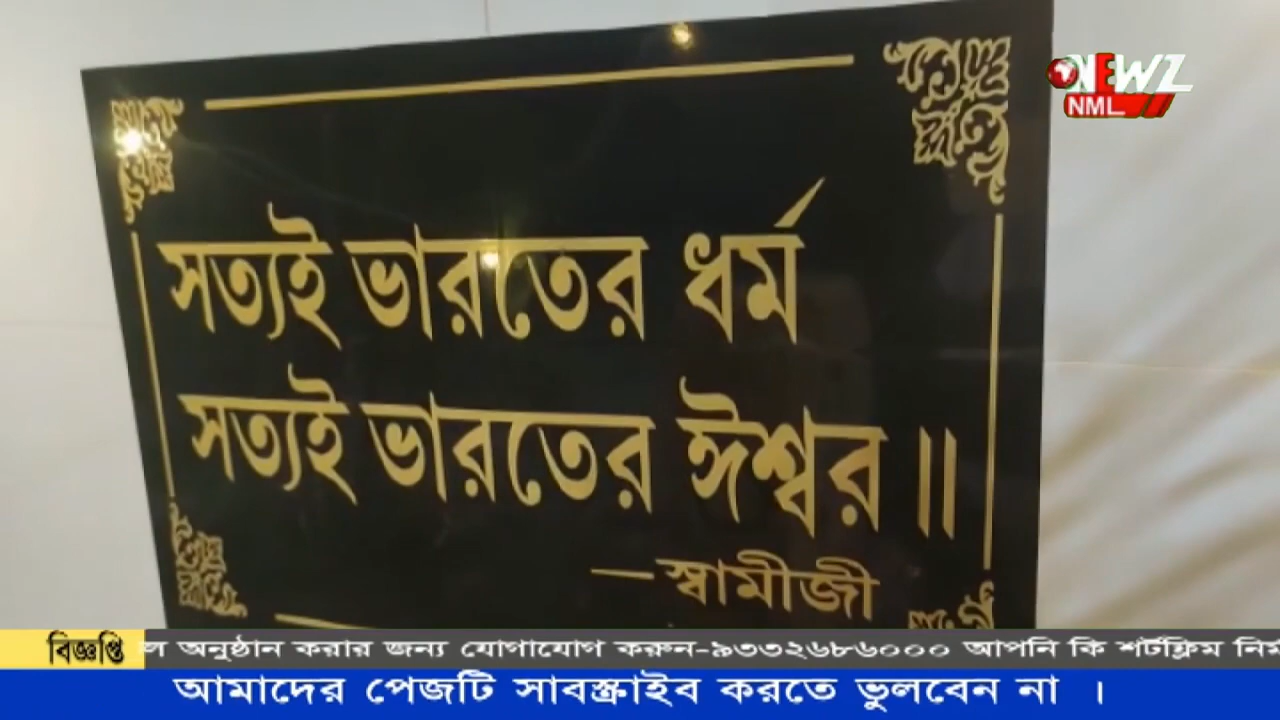 NEWZ
NML
সত্যই ভারতের ধর্ম
সত্যই ভারতের ঈশ্বর ॥
—স্বামীজী
বিজ্ঞপ্তি
অনুষ্ঠান করার জন্য যোগাযোগ করুন-৯৩৩২৬৮৬০০০ আপনি কি শর্টফ্লিম
আমাদের পেজটি সাবস্ক্রাইব করতে ভুলবেন না ।